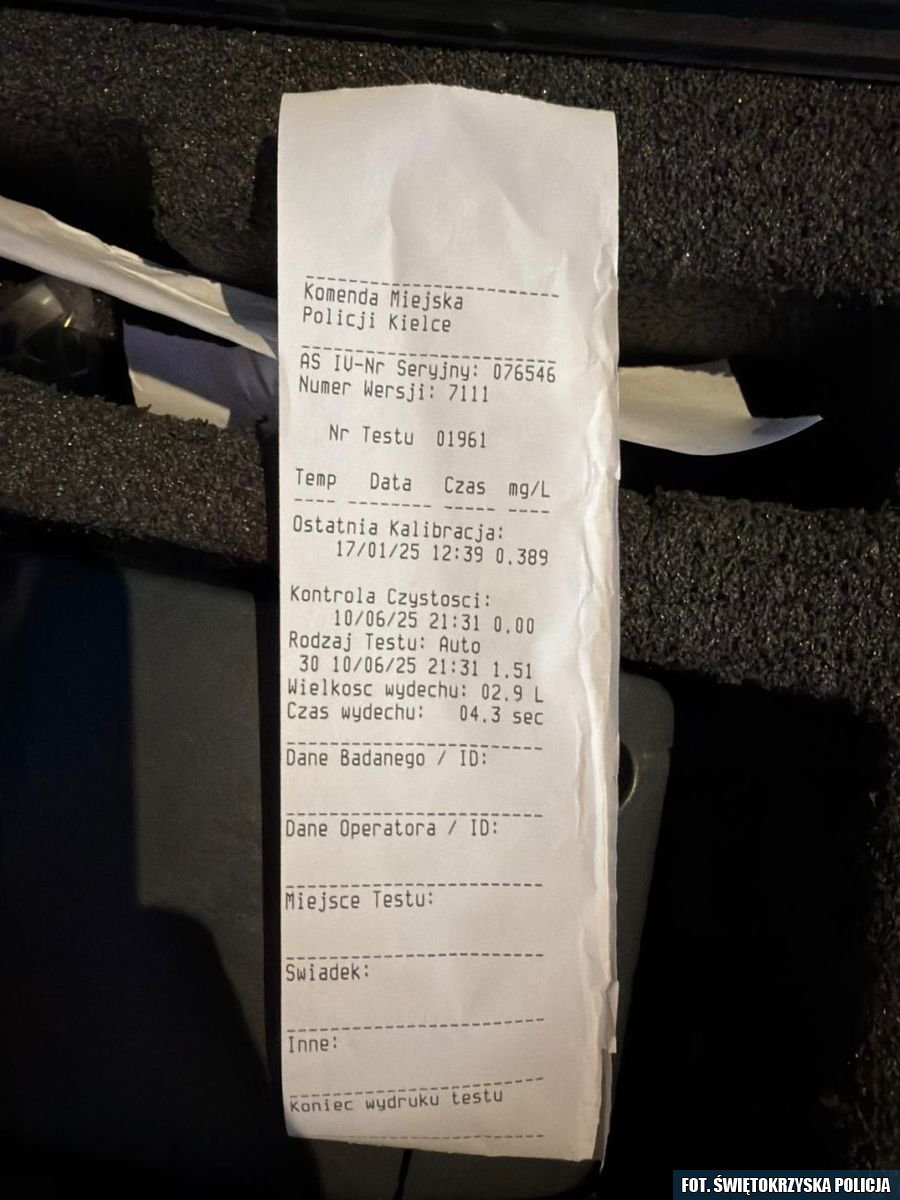 Komenda Miejska
Policji Kielce
AS IV-Nr Seryjny: 076546
Numer Wersji: 7111
Nr Testu 01961
Temp Data Czas mg/L
Ostatnia Kalibracja:
17/01/25 12:39 0.389
Kontrola Czystosci:
10/06/25 21:31 0.00
Rodzaj Testu: Auto
30 10/06/25 21:31 1.51
Wielkosc wydechu: 02.9 L
Czas wydechu: 04.3 sec
Dane Badanego / ID:
Dane Operatora / ID:
Miejsce Testu:
Swiadek:
Inne:
Koniec wydruku testu
FOT. ŚWIĘTOKRZYSKA POLICJA